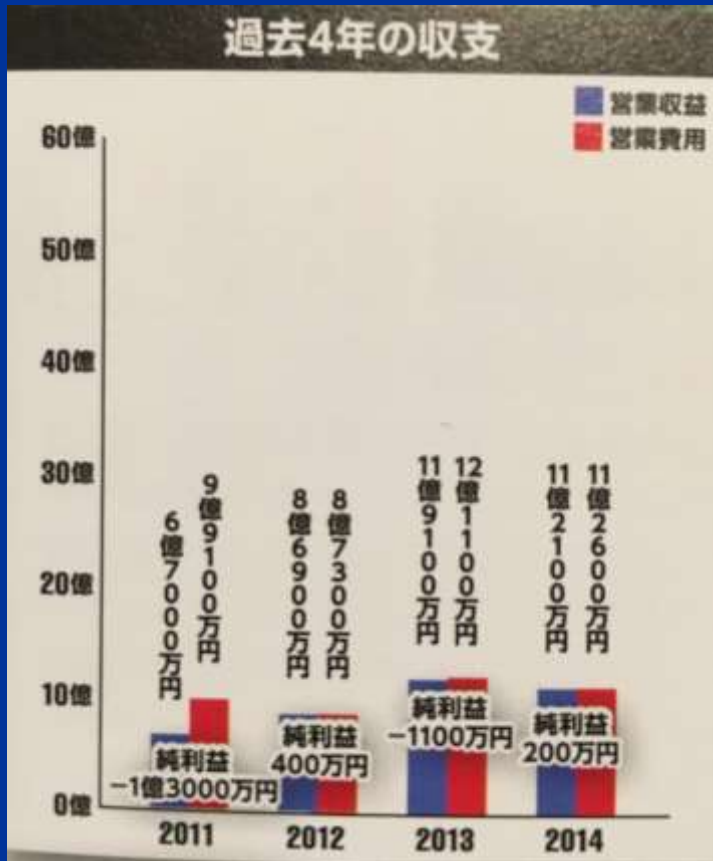 過去4年の収支
営業収益
営業費用
60億
50億
40億
30億
20億
10億
0億
6億7000万円
9億9100万円
8億6900万円
8億7300万円
11億9100万円
12億1100万円
11億2100万円
11億2600万円
純利益
−1億3000万円
純利益
400万円
純利益
−1100万円
純利益
200万円
2011
2012
2013
2014